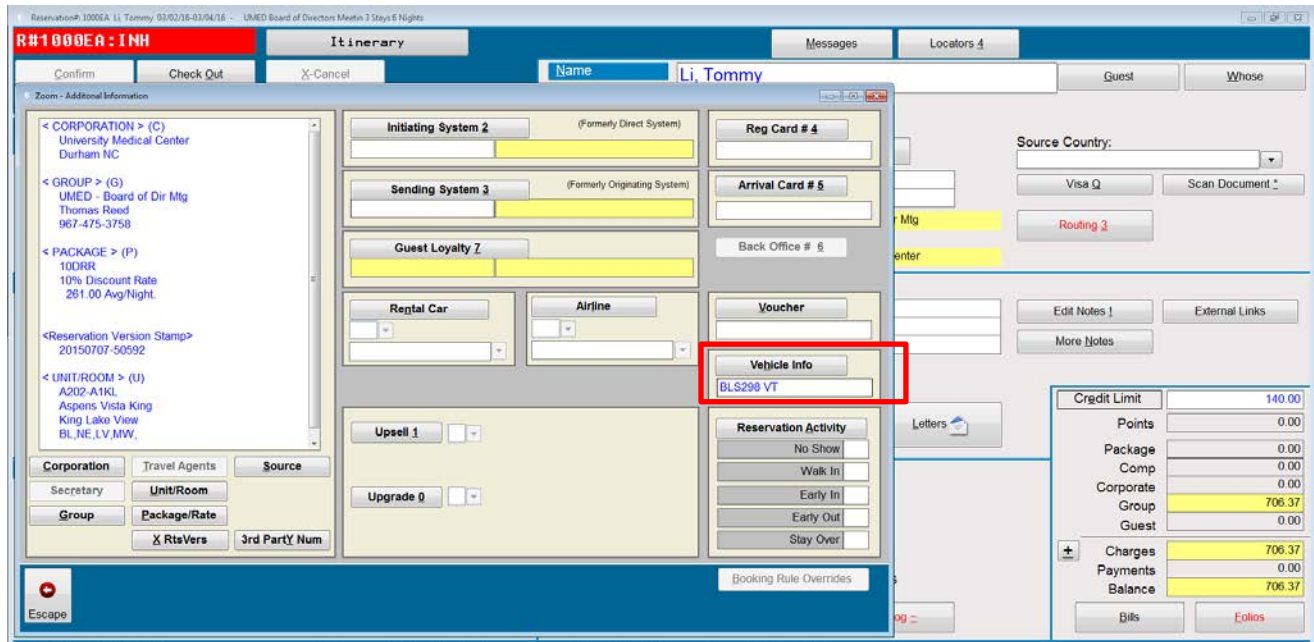 Reservation#: 1000EA Li, Tommy 03/02/16-03/04/16 - UMED Board of Directors Meetin 3 Stays 6 Nights
R#1000EA:INH
Itinerary
Messages
Locators 4
Confirm
Check Out
X-Cancel
Name
Li, Tommy
Guest
Whose
Zoom - Additonal Information
< CORPORATION > (C)
University Medical Center
Durham NC
< GROUP > (G)
UMED - Board of Dir Mtg
Thomas Reed
967-475-3758
< PACKAGE > (P)
10DRR
10% Discount Rate
261.00 Avg/Night.
<Reservation Version Stamp>
20150707-50592
< UNIT/ROOM > (U)
A202-A1KL
Aspens Vista King
King Lake View
BL,NE,LV,MW,
Corporation
Travel Agents
Source
Secretary
Unit/Room
Group
Package/Rate
X RtsVers
3rd PartY Num
Initiating System 2
(Formerly Direct System)
Sending System 3
(Formerly Originating System)
Guest Loyalty 7
Rental Car
Airline
Upsell 1
Upgrade 0
Reg Card # 4
Arrival Card # 5
Back Office # 6
Voucher
Vehicle Info
BLS298 VT
Reservation Activity
No Show
Walk In
Early In
Early Out
Stay Over
Booking Rule Overrides
Escape
Source Country:
Visa Q
Scan Document *
r Mtg
Routing 3
enter
Edit Notes !
External Links
More Notes
Letters
Credit Limit 140.00
Points 0.00
Package 0.00
Comp 0.00
Corporate 0.00
Group 706.37
Guest 0.00
± Charges 706.37
Payments 0.00
Balance 706.37
og =
Bills
Folios